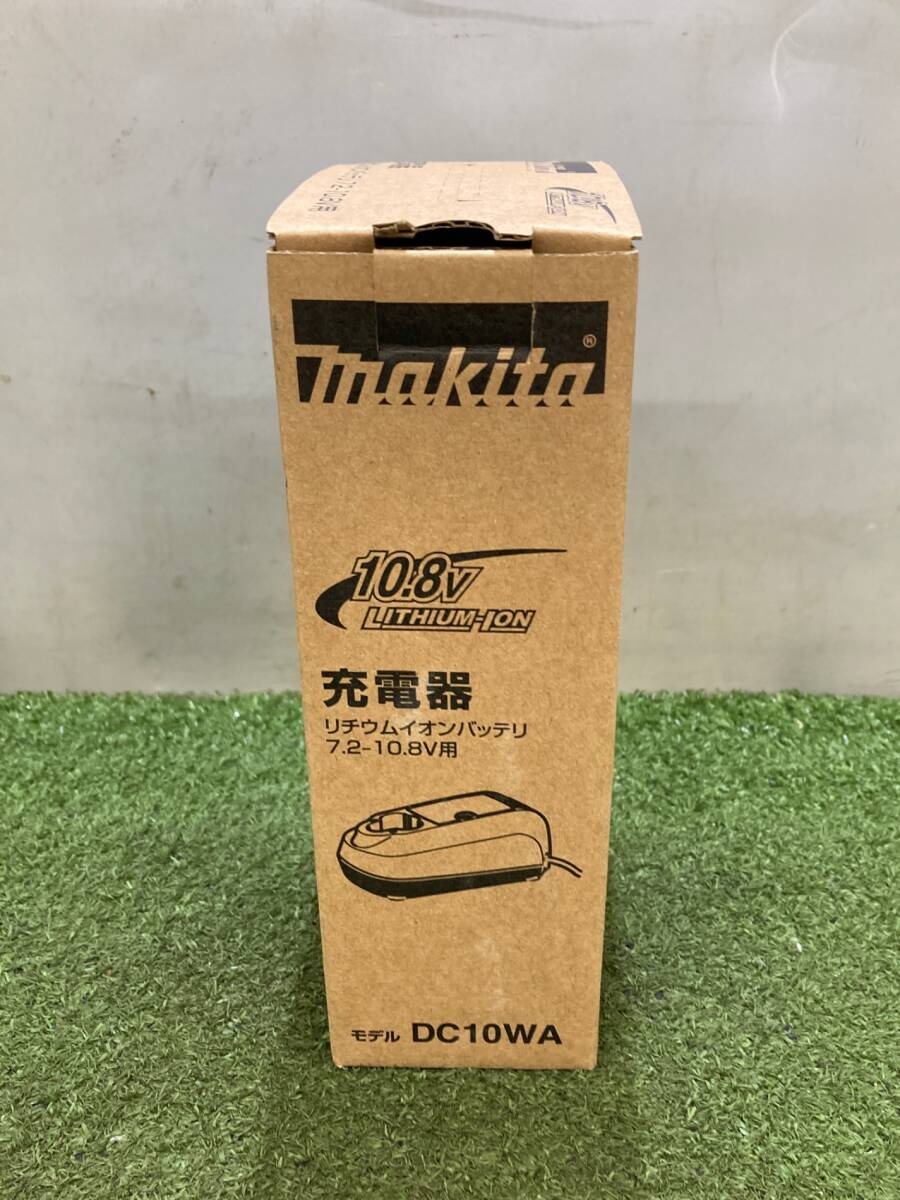 makita®
10.8V
LITHIUM-ION
充電器
リチウムイオンバッテリ
7.2-10.8V用
モデル DC10WA